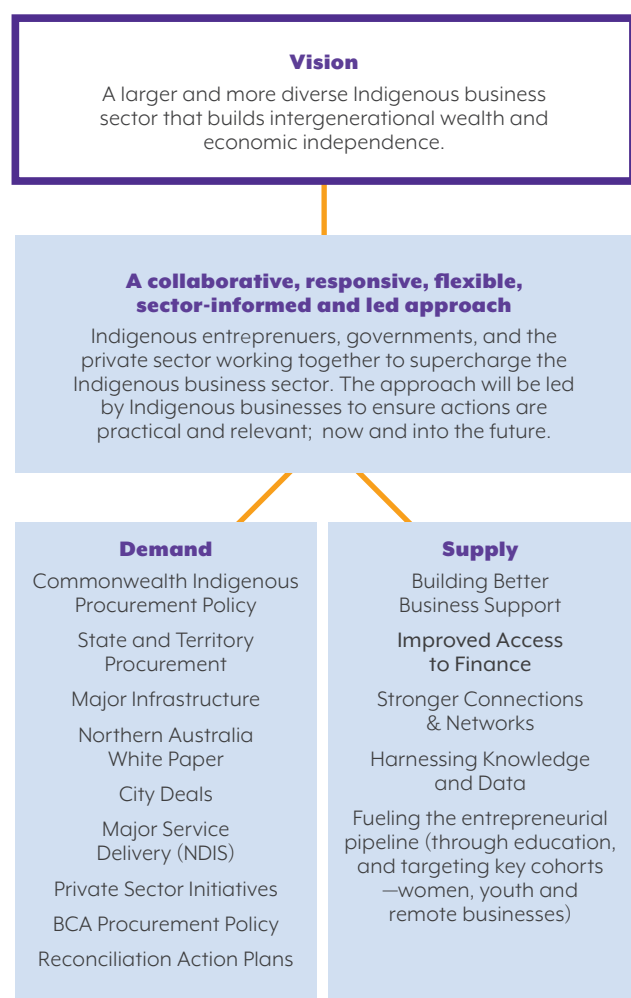 Vision
A larger and more diverse Indigenous business
sector that builds intergenerational wealth and
economic independence.
A collaborative, responsive, flexible,
sector-informed and led approach
Indigenous entreprenuers, governments, and the
private sector working together to supercharge the
Indigenous business sector. The approach will be led
by Indigenous businesses to ensure actions are
practical and relevant; now and into the future.
Demand
Commonwealth Indigenous
Procurement Policy
State and Territory
Procurement
Major Infrastructure
Northern Australia
White Paper
City Deals
Major Service
Delivery (NDIS)
Private Sector Initiatives
BCA Procurement Policy
Reconciliation Action Plans
Supply
Building Better
Business Support
Improved Access
to Finance
Stronger Connections
& Networks
Harnessing Knowledge
and Data
Fueling the entrepreneurial
pipeline (through education,
and targeting key cohorts
—women, youth and
remote businesses)